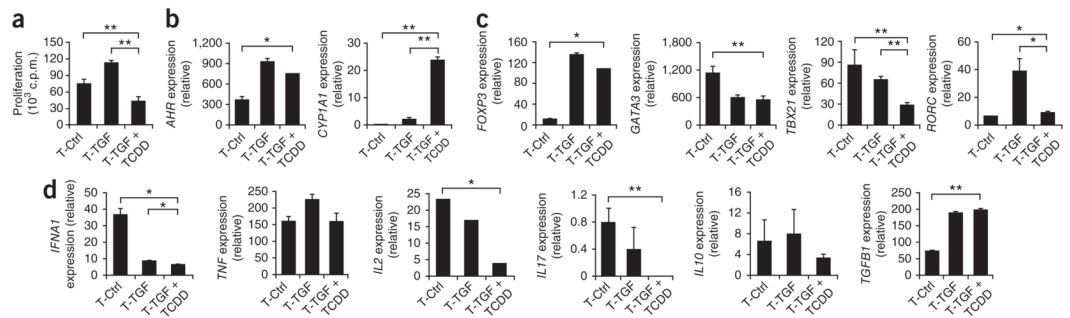 a
Proliferation
(10³ c.p.m.)
150
120
90
60
30
0
**
**
T-Ctrl
T-TGF
T-TGF +
TCDD
b
AHR expression
(relative)
1,200
900
600
300
0
*
T-Ctrl
T-TGF
T-TGF +
TCDD
CYP1A1 expression
(relative)
30
20
10
0
**
**
T-Ctrl
T-TGF
T-TGF +
TCDD
c
FOXP3 expression
(relative)
160
120
80
40
0
*
T-Ctrl
T-TGF
T-TGF +
TCDD
GATA3 expression
(relative)
1,800
1,200
600
0
**
T-Ctrl
T-TGF
T-TGF +
TCDD
TBX21 expression
(relative)
120
90
60
30
0
**
**
T-Ctrl
T-TGF
T-TGF +
TCDD
RORC expression
(relative)
60
40
20
0
*
*
T-Ctrl
T-TGF
T-TGF +
TCDD
d
IFNA1
expression (relative)
50
40
30
20
10
0
*
*
T-Ctrl
T-TGF
T-TGF +
TCDD
TNF expression
(relative)
250
200
150
100
50
0
T-Ctrl
T-TGF
T-TGF +
TCDD
IL2 expression
(relative)
25
20
15
10
5
0
*
T-Ctrl
T-TGF
T-TGF +
TCDD
IL17 expression
(relative)
1.2
0.8
0.4
0
**
T-Ctrl
T-TGF
T-TGF +
TCDD
IL10 expression
(relative)
16
12
8
4
0
T-Ctrl
T-TGF
T-TGF +
TCDD
TGFB1 expression
(relative)
250
200
150
100
50
0
**
T-Ctrl
T-TGF
T-TGF +
TCDD